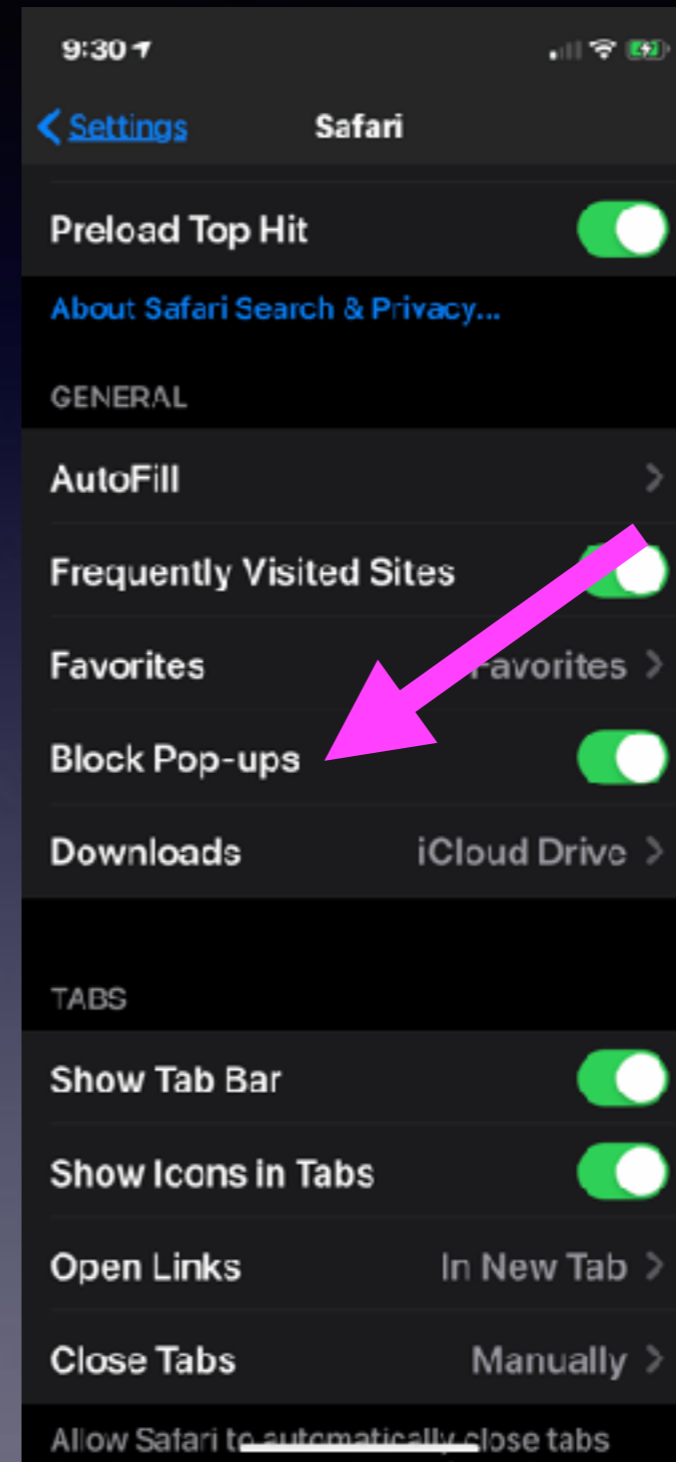 9:30
Settings
Safari
Preload Top Hit
About Safari Search & Privacy...
GENERAL
AutoFill
Frequently Visited Sites
Favorites Favorites
Block Pop-ups
Downloads iCloud Drive
TABS
Show Tab Bar
Show Icons in Tabs
Open Links In New Tab
Close Tabs Manually
Allow Safari to automatically close tabs